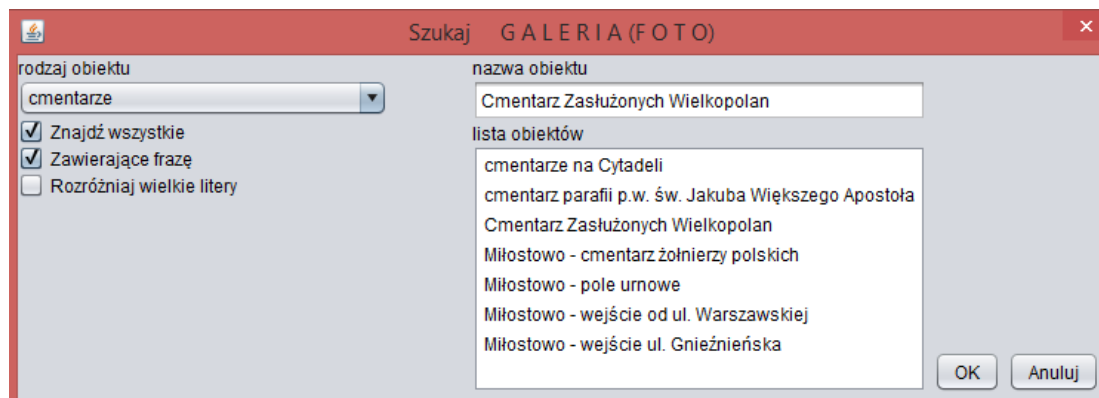 Szukaj G A L E R I A (F O T O)
rodzaj obiektu
cmentarze
Znajdź wszystkie
Zawierające frazę
Rozróżniaj wielkie litery
nazwa obiektu
Cmentarz Zasłużonych Wielkopolan
lista obiektów
cmentarze na Cytadeli
cmentarz parafii p.w. św. Jakuba Większego Apostoła
Cmentarz Zasłużonych Wielkopolan
Miłostowo - cmentarz żołnierzy polskich
Miłostowo - pole urnowe
Miłostowo - wejście od ul. Warszawskiej
Miłostowo - wejście ul. Gnieźnieńska
OK Anuluj